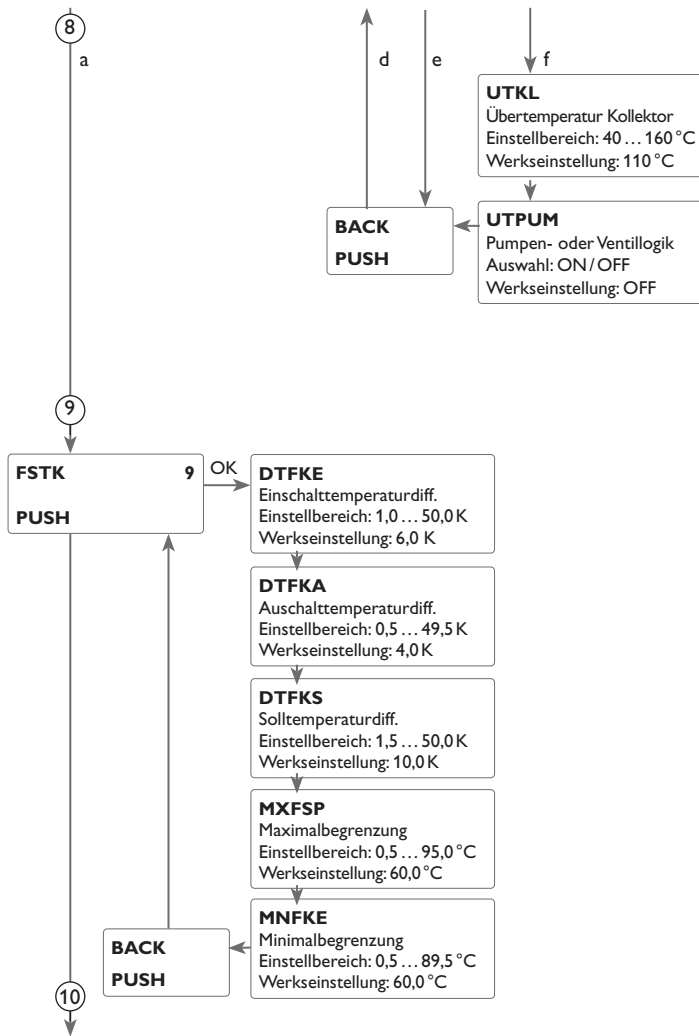 8
a
d
e
f
UTKL
Übertemperatur Kollektor
Einstellbereich: 40 … 160 °C
Werkseinstellung: 110 °C
BACK
PUSH
UTPUM
Pumpen- oder Ventillogik
Auswahl: ON / OFF
Werkseinstellung: OFF
9
FSTK 9
PUSH
OK
DTFKE
Einschalttemperaturdiff.
Einstellbereich: 1,0 … 50,0 K
Werkseinstellung: 6,0 K
DTFKA
Auschalttemperaturdiff.
Einstellbereich: 0,5 … 49,5 K
Werkseinstellung: 4,0 K
DTFKS
Solltemperaturdiff.
Einstellbereich: 1,5 … 50,0 K
Werkseinstellung: 10,0 K
MXFSP
Maximalbegrenzung
Einstellbereich: 0,5 … 95,0 °C
Werkseinstellung: 60,0 °C
MNFKE
Minimalbegrenzung
Einstellbereich: 0,5 … 89,5 °C
Werkseinstellung: 60,0 °C
BACK
PUSH
10